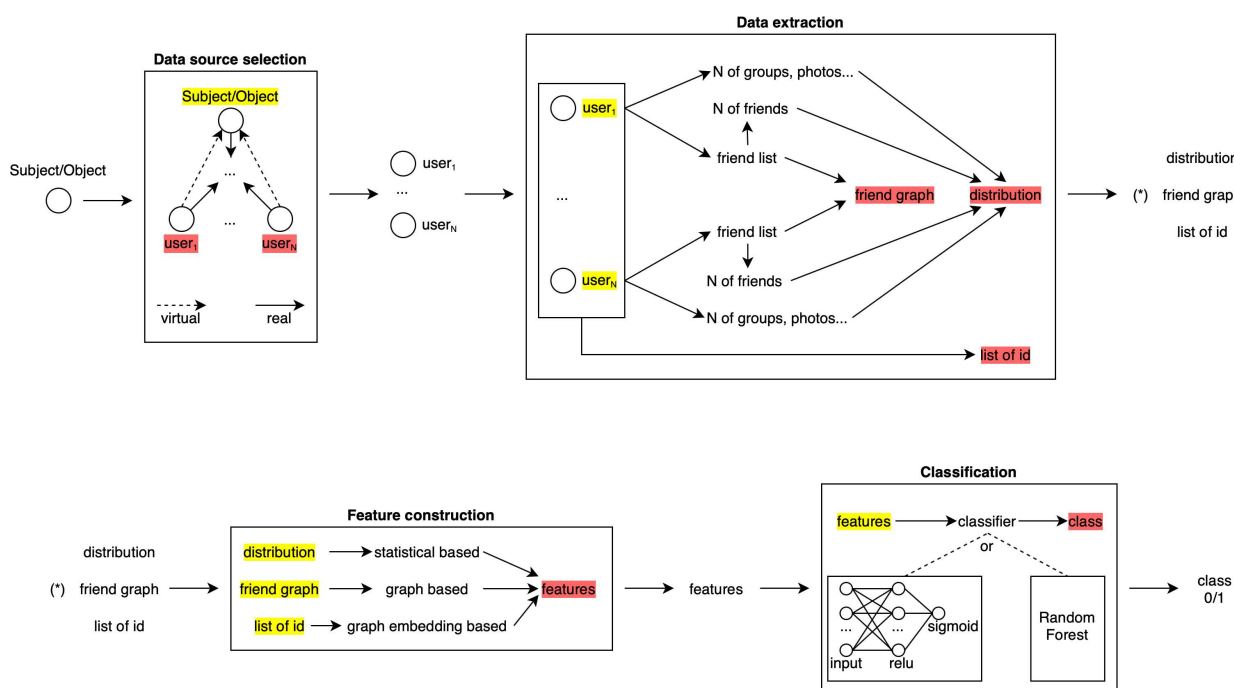 Data extraction
Data source selection
Subject/Object
Subject/Object
...
...
user1
userN
virtual
real
user1
...
userN
user1
...
userN
N of groups, photos...
N of friends
friend list
friend graph
distribution
friend list
N of friends
N of groups, photos...
list of id
distribution
(*) friend grap
list of id
Feature construction
distribution
(*) friend graph
list of id
distribution
statistical based
friend graph
graph based
features
list of id
graph embedding based
features
Classification
features
classifier
class
or
...
...
sigmoid
input
relu
Random
Forest
class
0/1